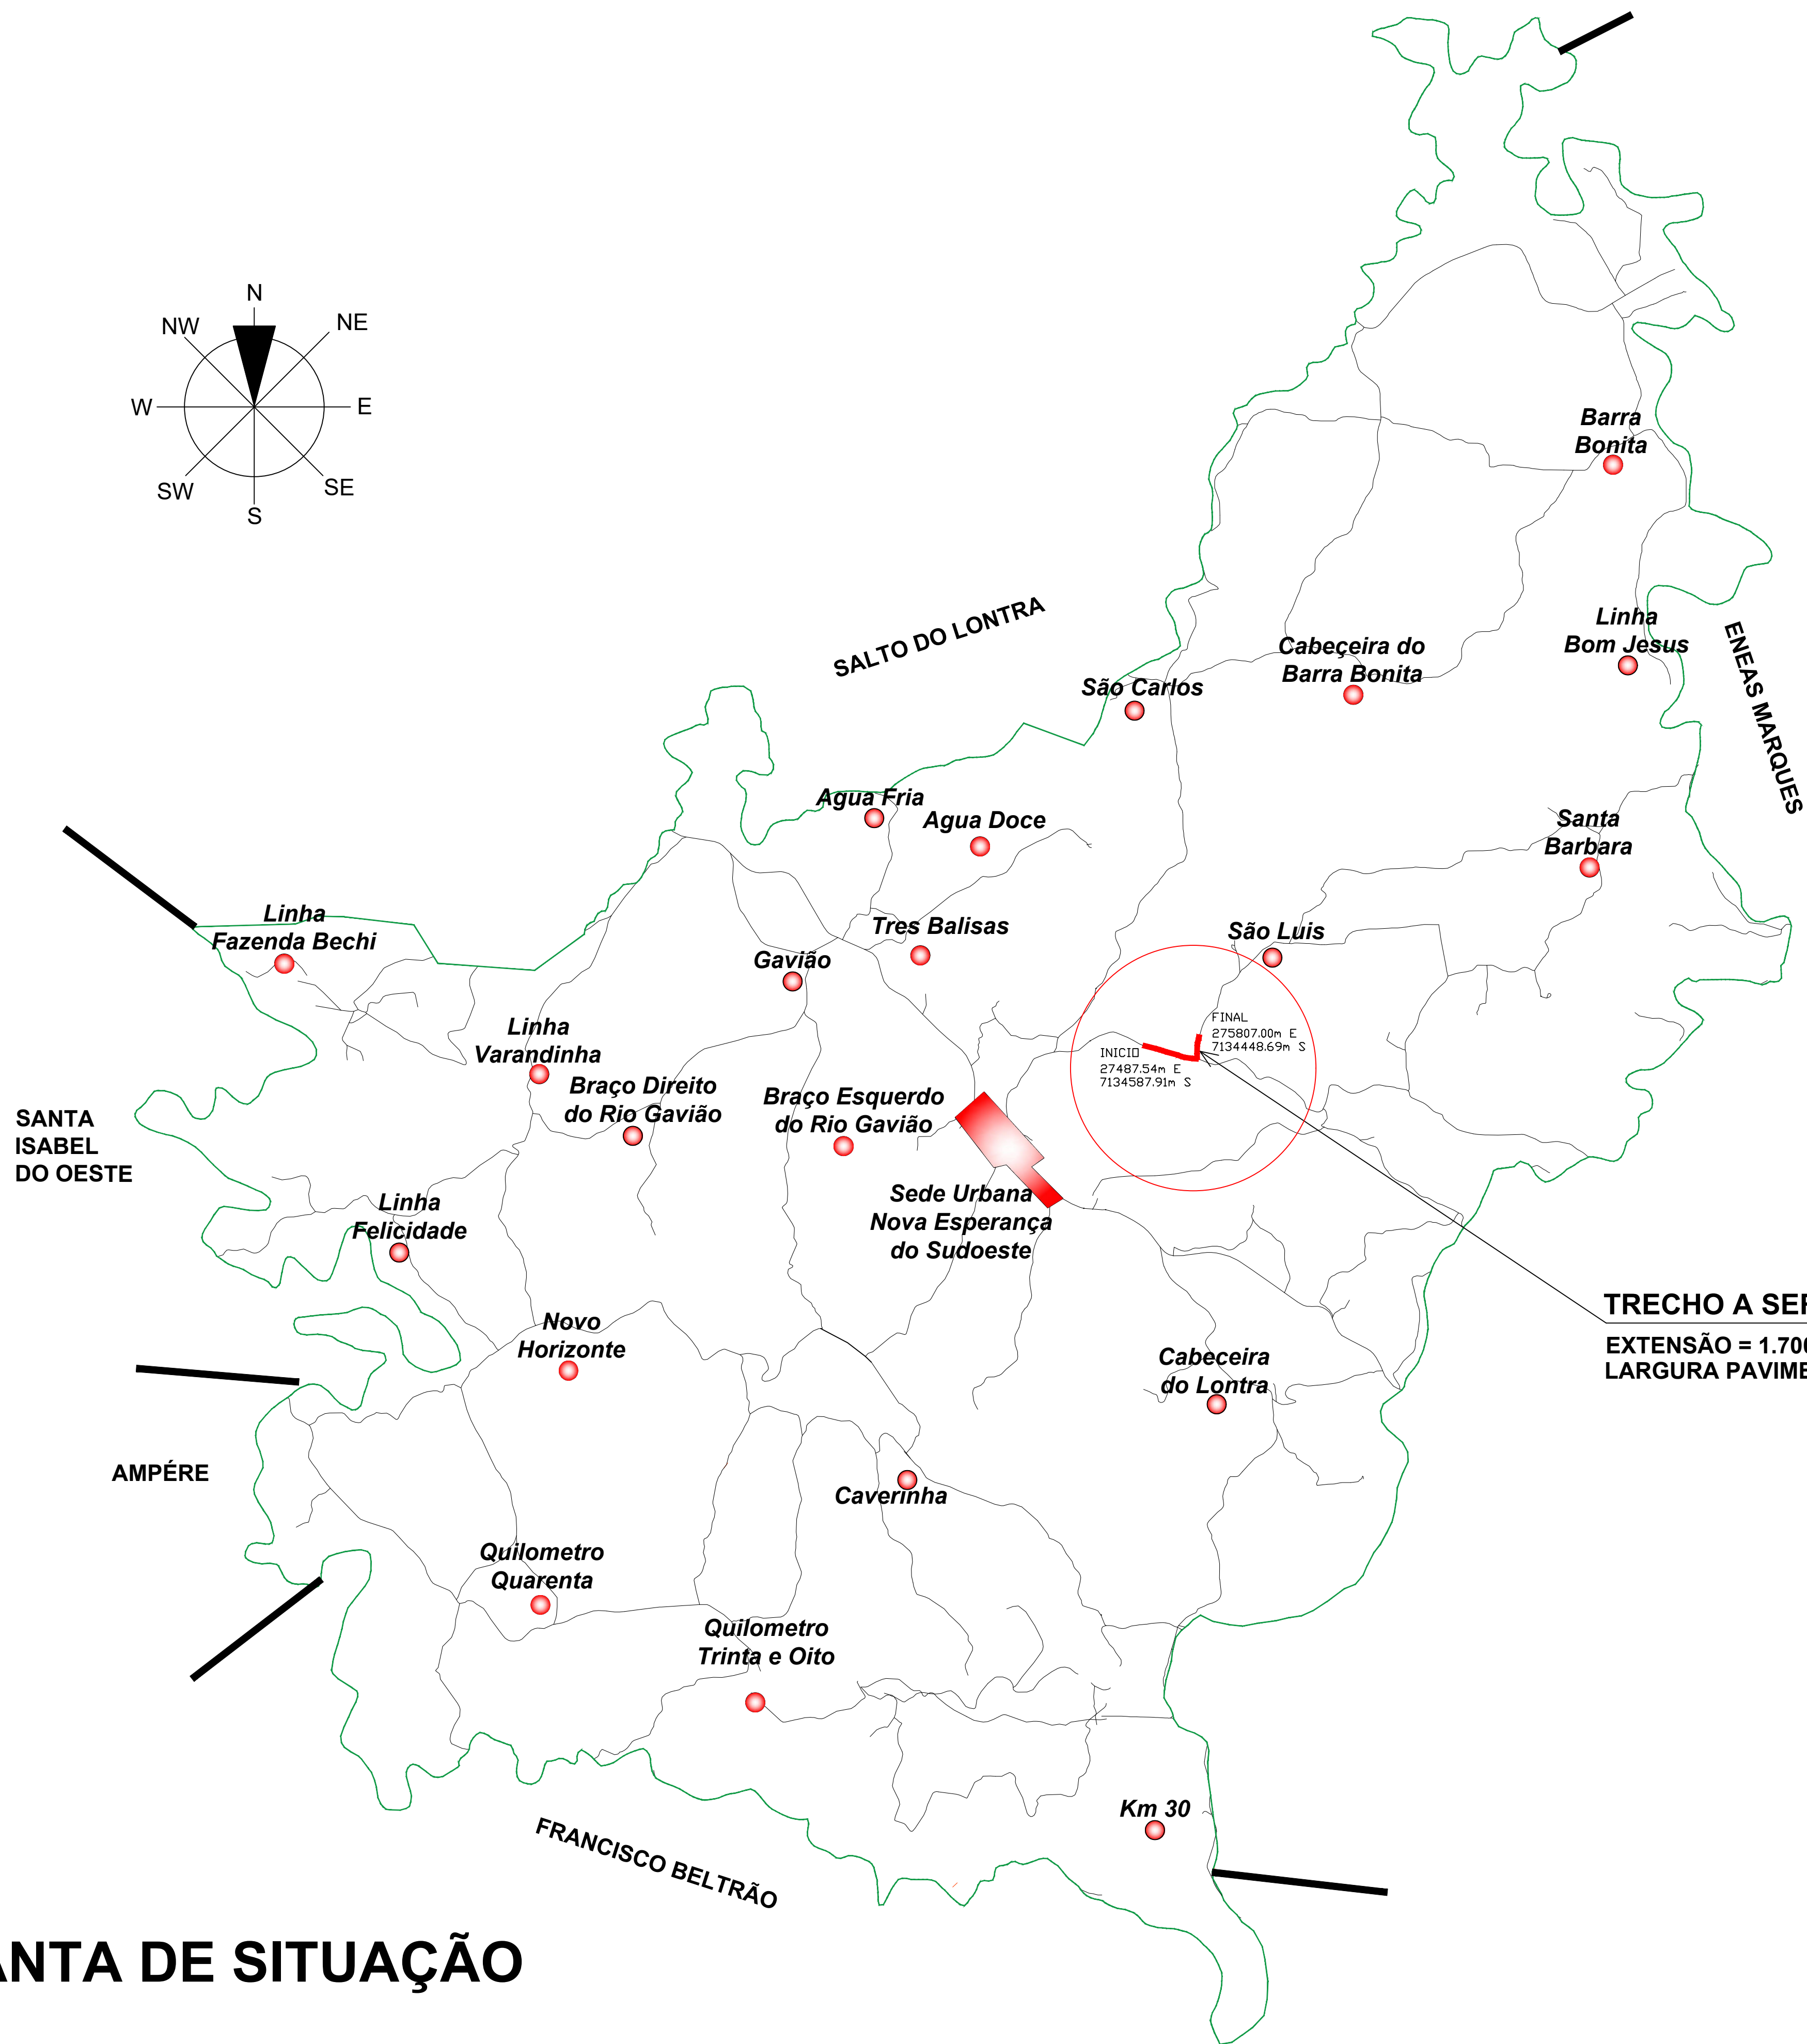 N
NW
NE
W
E
SW
SE
S
Barra
Bonita
SALTO DO LONTRA
Linha
Bom Jesus
ENEAS MARQUES
Cabeçeira do
Barra Bonita
São Carlos
Agua Fria
Agua Doce
Santa
Barbara
Linha
Fazenda Bechi
Tres Balisas
São Luis
Gavião
Linha
Varandinha
FINAL
275807.00m E
7134448.69m S
INICIO
27487.54m E
7134587.91m S
Braço Direito
do Rio Gavião
Braço Esquerdo
do Rio Gavião
SANTA
ISABEL
DO OESTE
Sede Urbana
Nova Esperança
do Sudoeste
Linha
Felicidade
TRECHO A SER
EXTENSÃO = 1.700
LARGURA PAVIME
Novo
Horizonte
Cabeceira
do Lontra
AMPÉRE
Caverinha
Quilometro
Quarenta
Quilometro
Trinta e Oito
Km 30
FRANCISCO BELTRÃO
ANTA DE SITUAÇÃO